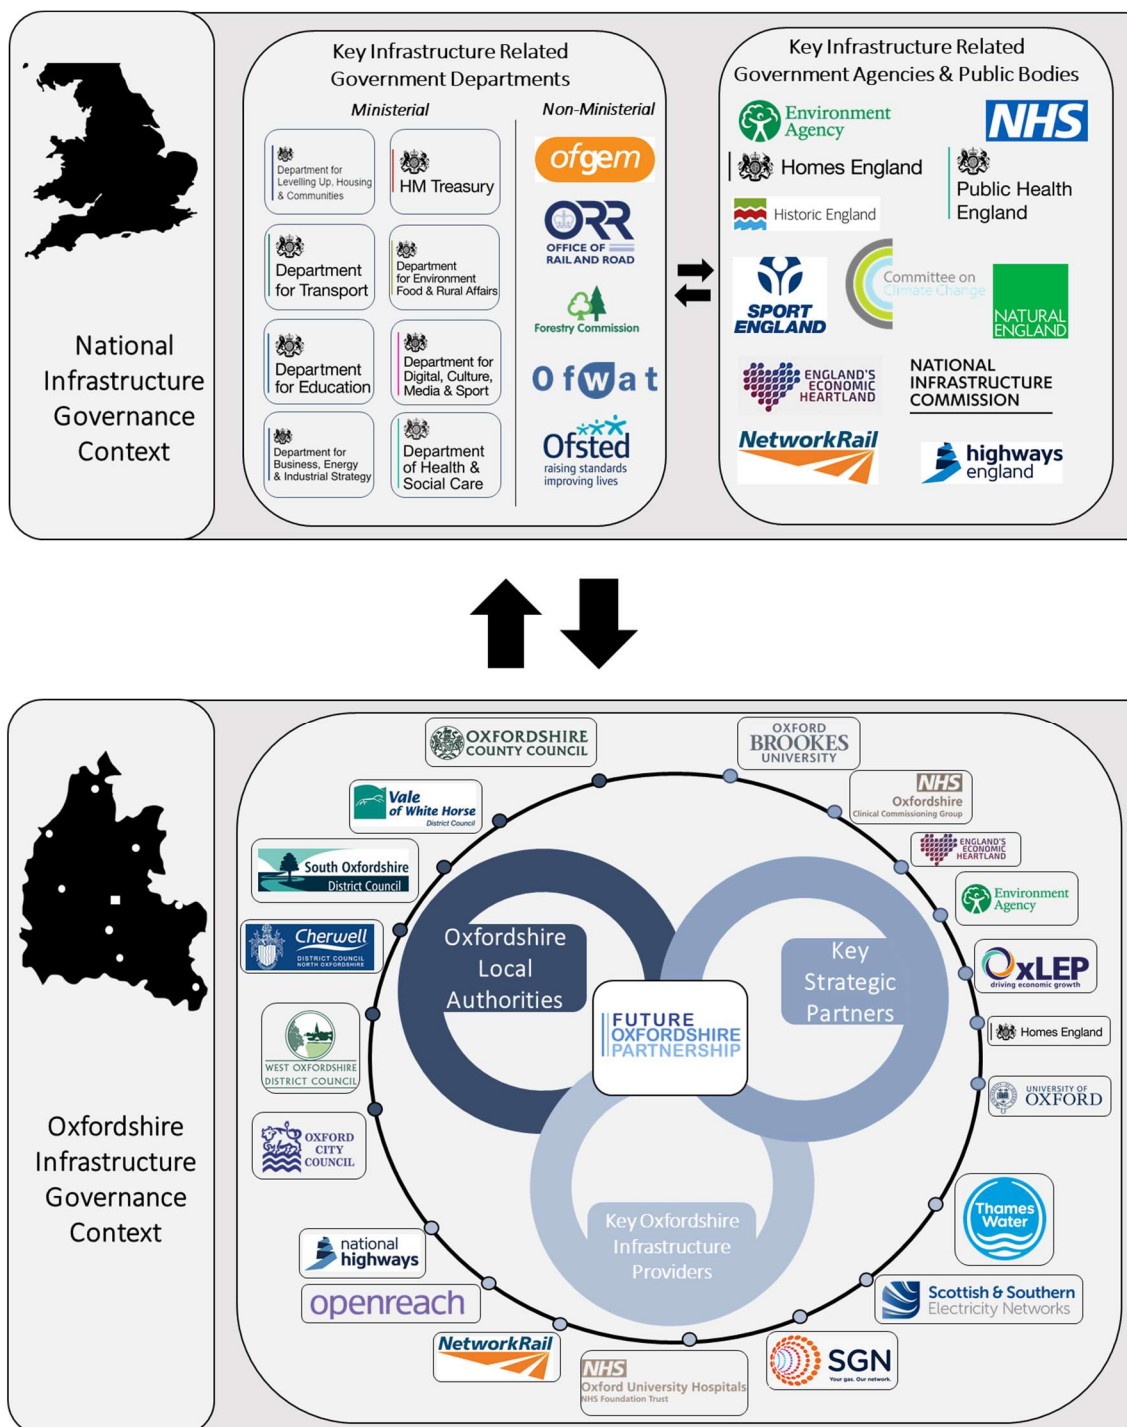 National
Infrastructure
Governance
Context
Key Infrastructure Related
Government Departments
Ministerial
Non-Ministerial
Department for
Levelling Up, Housing
& Communities
HM Treasury
Department
for Transport
Department
for Environment
Food & Rural Affairs
Department
for Education
Department for
Digital, Culture,
Media & Sport
Department for
Business, Energy
& Industrial Strategy
Department
of Health &
Social Care
ofgem
ORR
OFFICE OF
RAIL AND ROAD
Forestry Commission
Ofwat
Ofsted
raising standards
improving lives
Key Infrastructure Related
Government Agencies & Public Bodies
Environment
Agency
NHS
Homes England
Public Health
England
Historic England
SPORT
ENGLAND
Committee on
Climate Change
NATURAL
ENGLAND
ENGLAND'S
ECONOMIC
HEARTLAND
NATIONAL
INFRASTRUCTURE
COMMISSION
NetworkRail
highways
england
Oxfordshire
Infrastructure
Governance
Context
OXFORDSHIRE
COUNTY COUNCIL
Vale
of White Horse
District Council
South Oxfordshire
District Council
Cherwell
DISTRICT COUNCIL
NORTH OXFORDSHIRE
WEST OXFORDSHIRE
DISTRICT COUNCIL
OXFORD
CITY
COUNCIL
OXFORD
BROOKES
UNIVERSITY
NHS
Oxfordshire
Clinical Commissioning Group
ENGLAND'S
ECONOMIC
HEARTLAND
Environment
Agency
OxLEP
driving economic growth
Homes England
UNIVERSITY OF
OXFORD
Oxfordshire
Local
Authorities
Key
Strategic
Partners
FUTURE
OXFORDSHIRE
PARTNERSHIP
Key Oxfordshire
Infrastructure
Providers
national
highways
openreach
NetworkRail
NHS
Oxford University Hospitals
NHS Foundation Trust
SGN
Your gas. Our network.
Scottish & Southern
Electricity Networks
Thames
Water